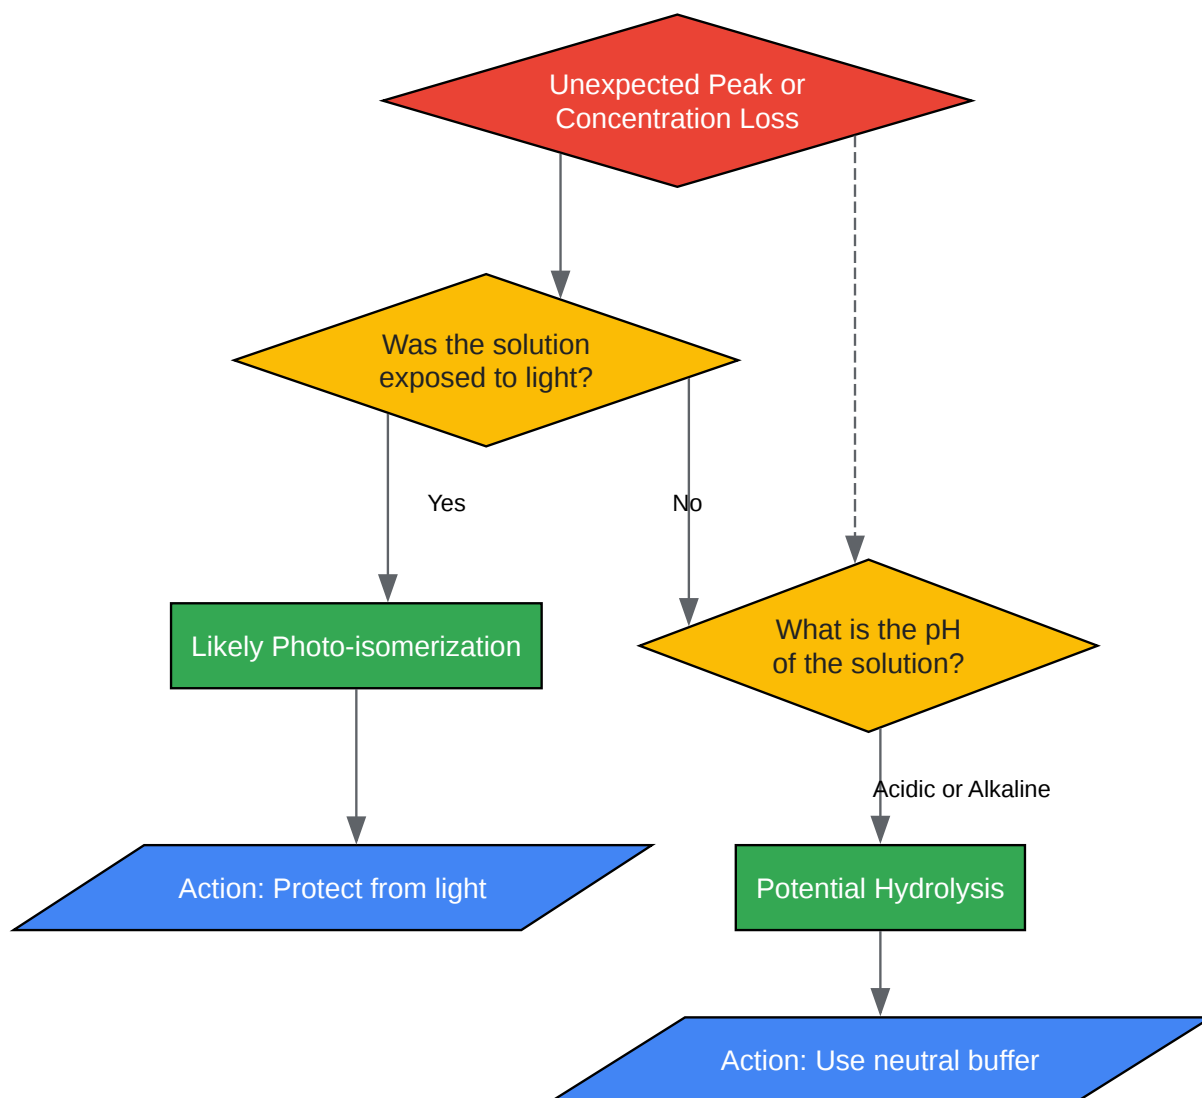 Unexpected Peak or
Concentration Loss
Was the solution
exposed to light?
Yes
No
Likely Photo-isomerization
What is the pH
of the solution?
Acidic or Alkaline
Action: Protect from light
Potential Hydrolysis
Action: Use neutral buffer